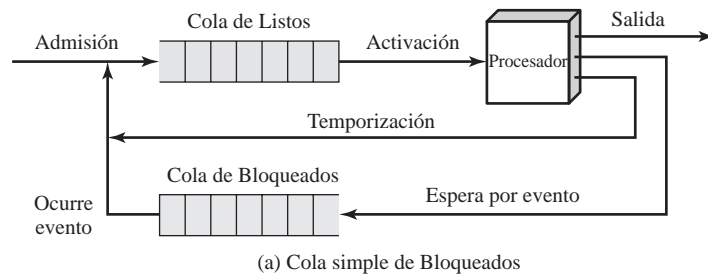 Cola de Listos
Salida
Admisión
Activación
Procesador
Temporización
Cola de Bloqueados
Espera por evento
Ocurre
evento
(a) Cola simple de Bloqueados